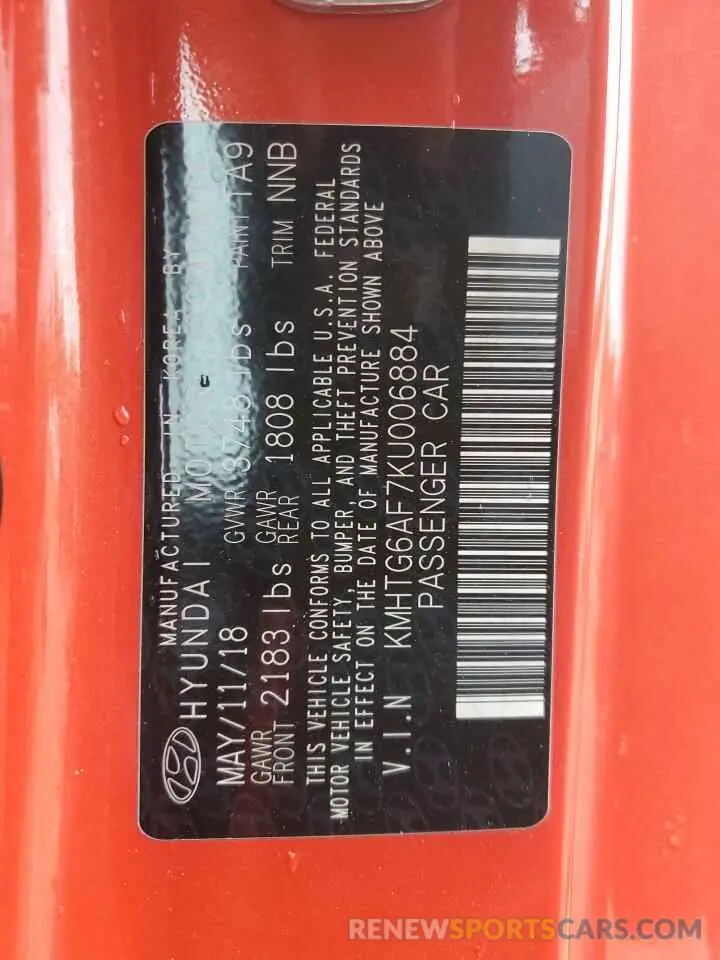 MANUFACTURED IN KOREA BY
HYUNDAI MOTOR
MAY/11/18 GVWR 3748 lbs PAINT TA9
GAWR FRONT 2183 lbs GAWR REAR 1808 lbs TRIM NNB
THIS VEHICLE CONFORMS TO ALL APPLICABLE U.S.A. FEDERAL
MOTOR VEHICLE SAFETY, BUMPER, AND THEFT PREVENTION STANDARDS
IN EFFECT ON THE DATE OF MANUFACTURE SHOWN ABOVE
V.I.N KMHTG6AF7KU006884
PASSENGER CAR
RENEWSPORTSCARS.COM